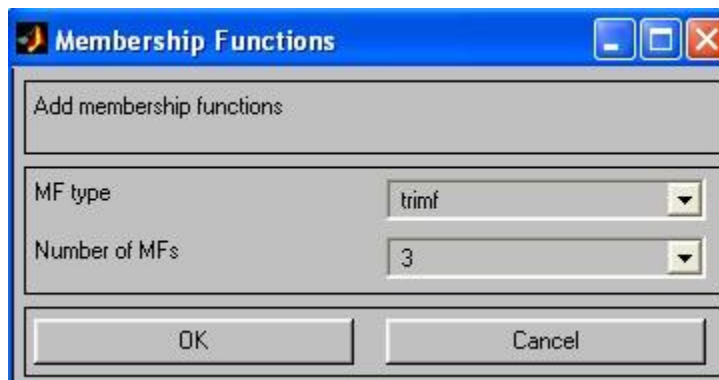 Membership Functions
Add membership functions
MF type trimf
Number of MFs 3
OK Cancel